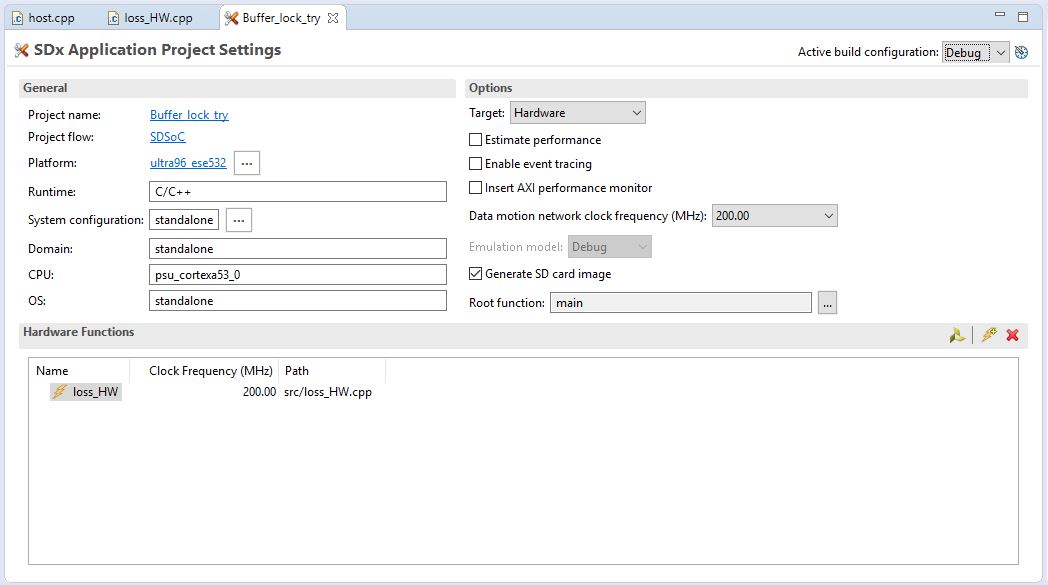 host.cpp loss_HW.cpp Buffer_lock_try
SDx Application Project Settings
Active build configuration: Debug
General
Project name: Buffer_lock_try
Project flow: SDSoC
Platform: ultra96_ese532 ...
Runtime: C/C++
System configuration: standalone ...
Domain: standalone
CPU: psu_cortexa53_0
OS: standalone
Options
Target: Hardware
Estimate performance
Enable event tracing
Insert AXI performance monitor
Data motion network clock frequency (MHz): 200.00
Emulation model: Debug
Generate SD card image
Root function: main ...
Hardware Functions
Name Clock Frequency (MHz) Path
loss_HW 200.00 src/loss_HW.cpp